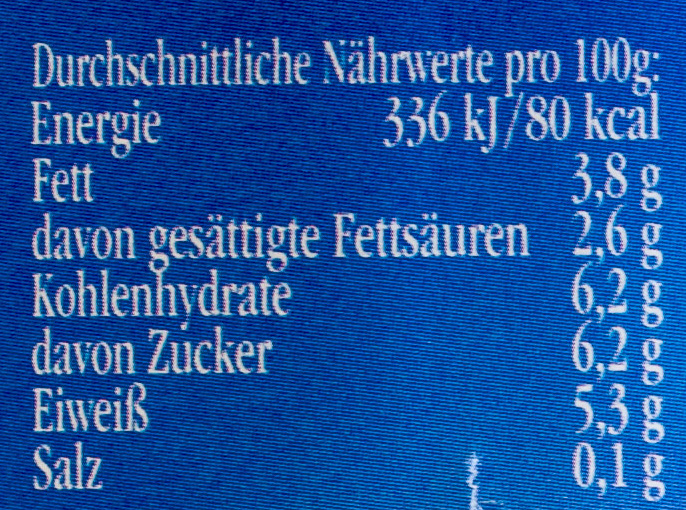 Durchschnittliche Nährwerte pro 100g:
Energie 336 kJ/80 kcal
Fett 3,8 g
davon gesättigte Fettsäuren 2,6 g
Kohlenhydrate 6,2 g
davon Zucker 6,2 g
Eiweiß 5,3 g
Salz 0,1 g